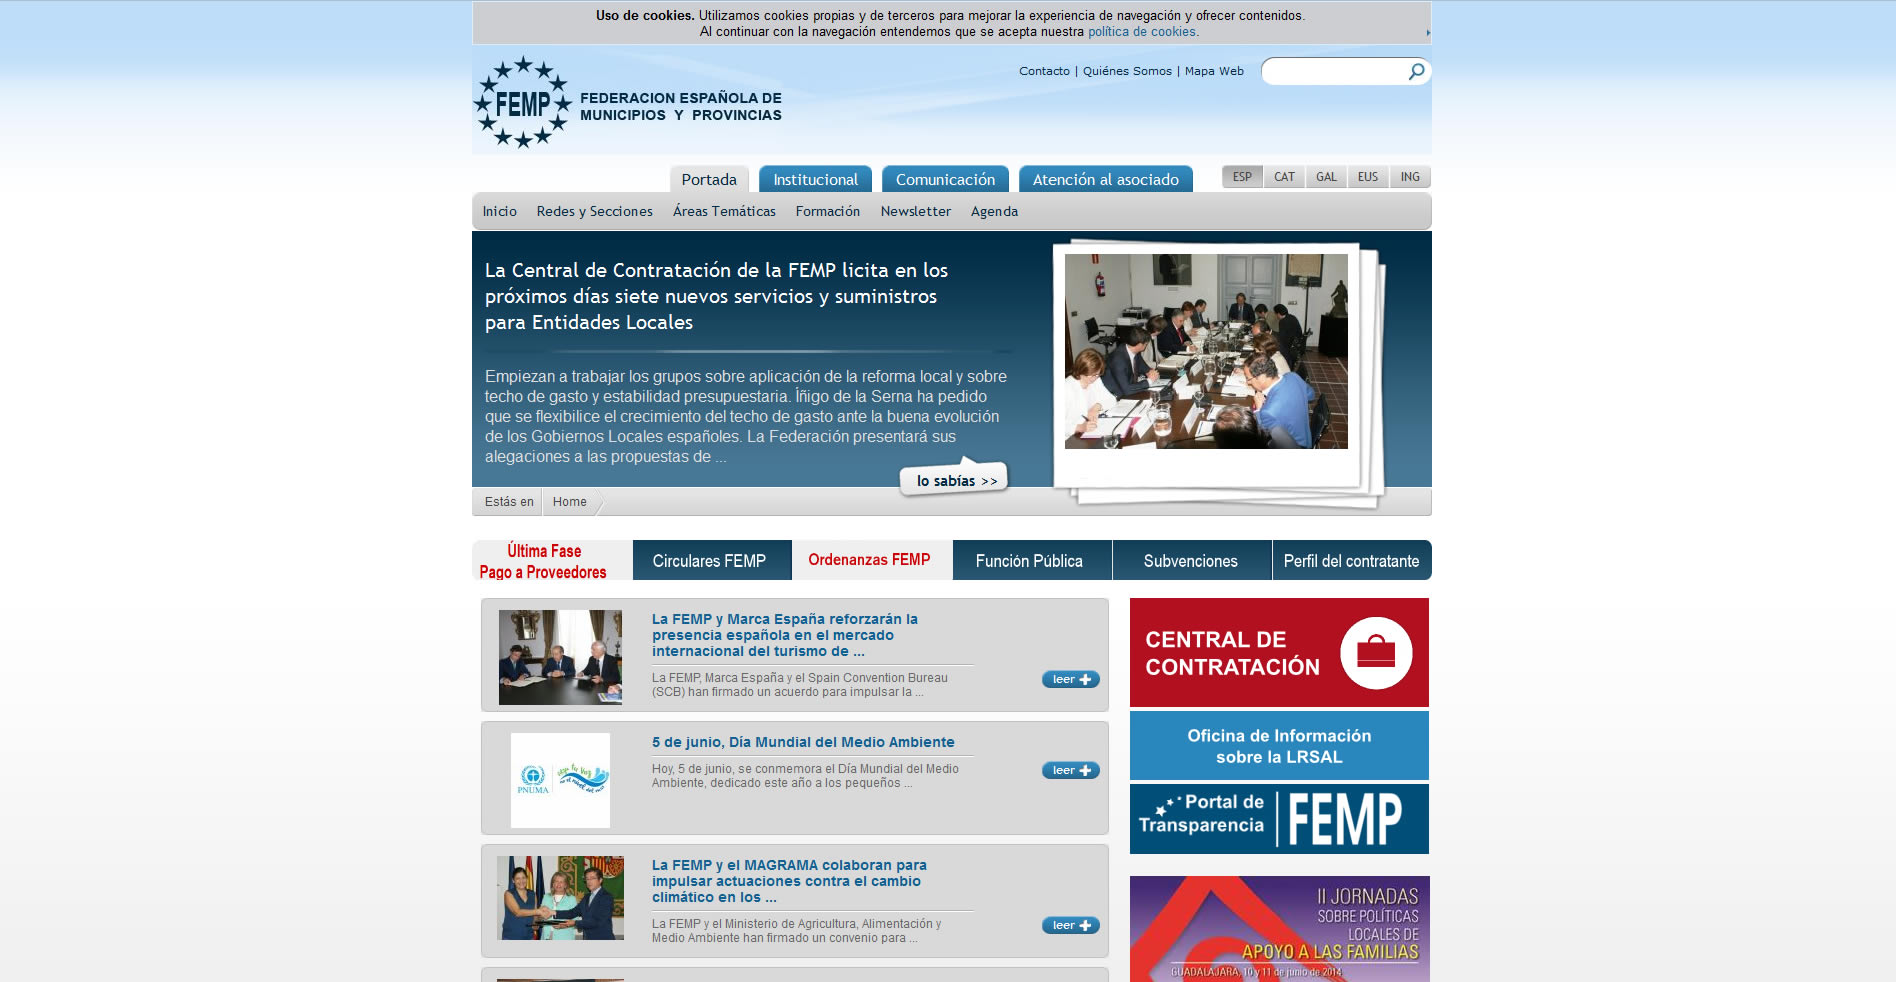 Uso de cookies. Utilizamos cookies propias y de terceros para mejorar la experiencia de navegación y ofrecer contenidos.
Al continuar con la navegación entendemos que se acepta nuestra política de cookies.
Contacto | Quiénes Somos | Mapa Web
FEMP
FEDERACION ESPAÑOLA DE
MUNICIPIOS Y PROVINCIAS
Portada
Institucional
Comunicación
Atención al asociado
ESP
CAT
GAL
EUS
ING
Inicio
Redes y Secciones
Áreas Temáticas
Formación
Newsletter
Agenda
La Central de Contratación de la FEMP licita en los
próximos días siete nuevos servicios y suministros
para Entidades Locales
Empiezan a trabajar los grupos sobre aplicación de la reforma local y sobre
techo de gasto y estabilidad presupuestaria. Íñigo de la Serna ha pedido
que se flexibilice el crecimiento del techo de gasto ante la buena evolución
de los Gobiernos Locales españoles. La Federación presentará sus
alegaciones a las propuestas de ...
lo sabías >>
Estás en
Home
Última Fase
Pago a Proveedores
Circulares FEMP
Ordenanzas FEMP
Función Pública
Subvenciones
Perfil del contratante
La FEMP y Marca España reforzarán la
presencia española en el mercado
internacional del turismo de ...
La FEMP, Marca España y el Spain Convention Bureau
(SCB) han firmado un acuerdo para impulsar la ...
leer
PNUMA
5 de junio, Día Mundial del Medio Ambiente
Hoy, 5 de junio, se conmemora el Día Mundial del Medio
Ambiente, dedicado este año a los pequeños ...
leer
La FEMP y el MAGRAMA colaboran para
impulsar actuaciones contra el cambio
climático en los ...
La FEMP y el Ministerio de Agricultura, Alimentación y
Medio Ambiente han firmado un convenio para ...
leer
CENTRAL DE
CONTRATACIÓN
Oficina de Información
sobre la LRSAL
Portal de
Transparencia
FEMP
II JORNADAS
SOBRE POLÍTICAS
LOCALES DE
APOYO A LAS FAMILIAS
GUADALAJARA, 10 y 11 de junio de 2014